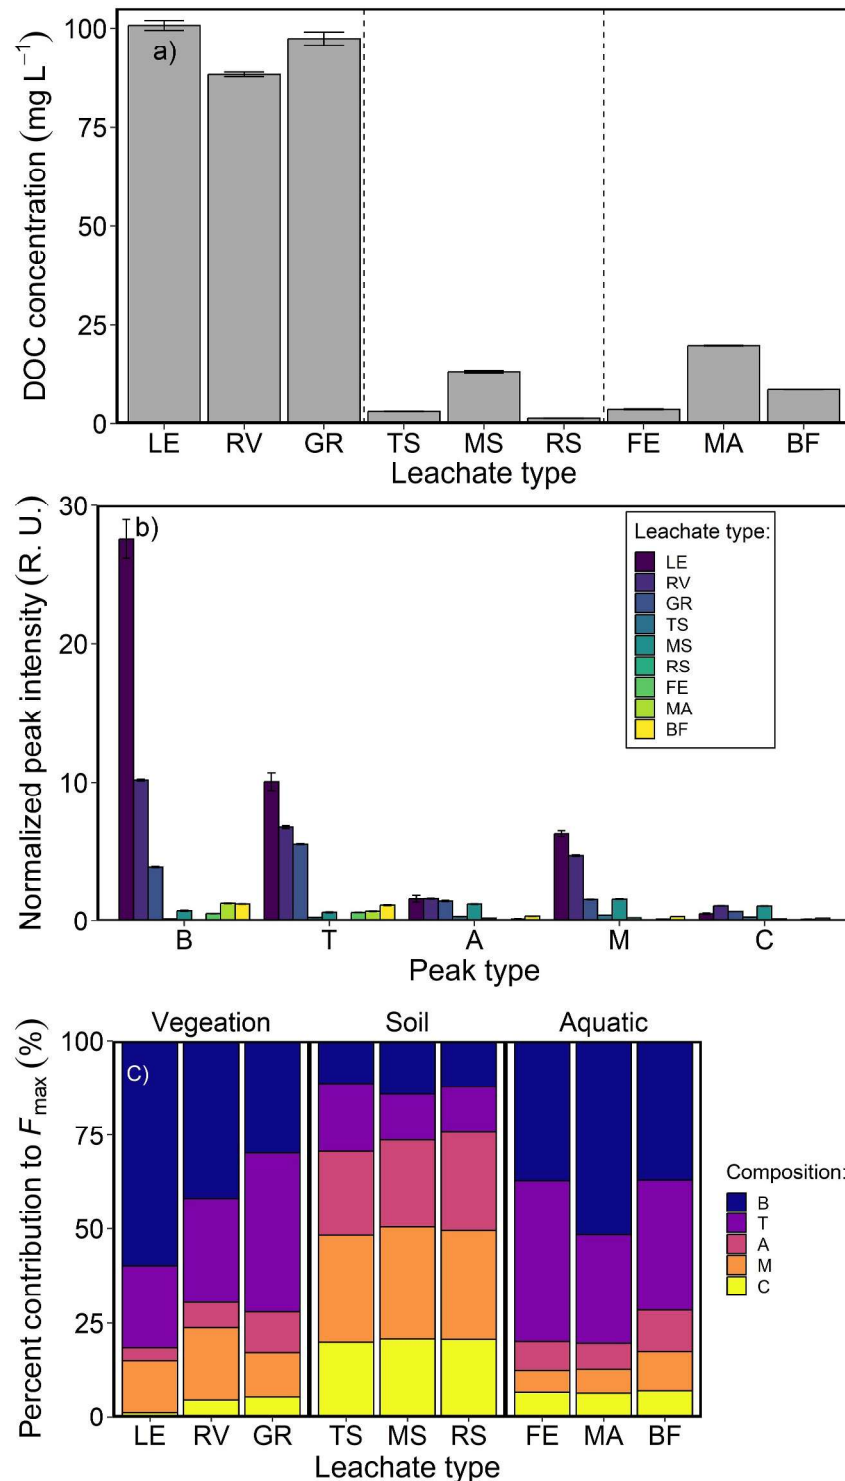 100
75
50
25
0
DOC concentration (mg L⁻¹)
a)
LE RV GR TS MS RS FE MA BF
Leachate type
30
20
10
0
Normalized peak intensity (R. U.)
b)
Leachate type:
LE
RV
GR
TS
MS
RS
FE
MA
BF
B T A M C
Peak type
Vegeation Soil Aquatic
100
75
50
25
0
Percent contribution to Fmax (%)
C)
Composition:
B
T
A
M
C
LE RV GR TS MS RS FE MA BF
Leachate type